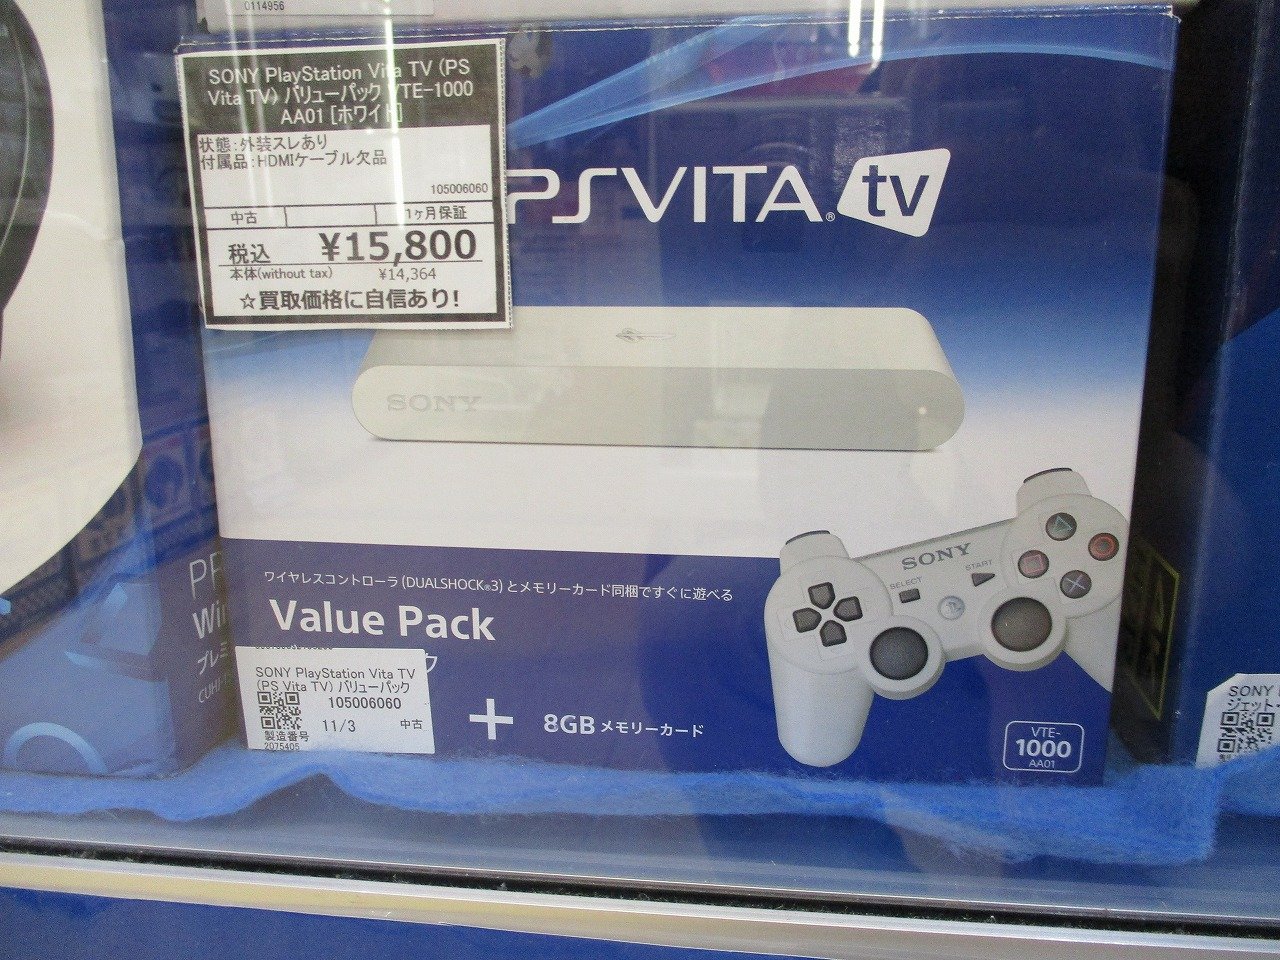 0114956
SONY PlayStation Vita TV (PS
Vita TV) バリューパック VTE-1000
AA01 [ホワイト]
状態:外装スレあり
付属品:HDMIケーブル欠品
105006060
中古
1ヶ月保証
税込 ¥15,800
本体(without tax) ¥14,364
☆買取価格に自信あり!
PSVITA® tv
SONY
SONY
SELECT
START
ワイヤレスコントローラ(DUALSHOCK®3)とメモリーカード同梱ですぐに遊べる
Value Pack
SONY PlayStation Vita TV
(PS Vita TV) バリューパック
105006060
11/3 中古
製造番号
2075405
+ 8GB メモリーカード
VTE-
1000
AA01
プレミ
SONY